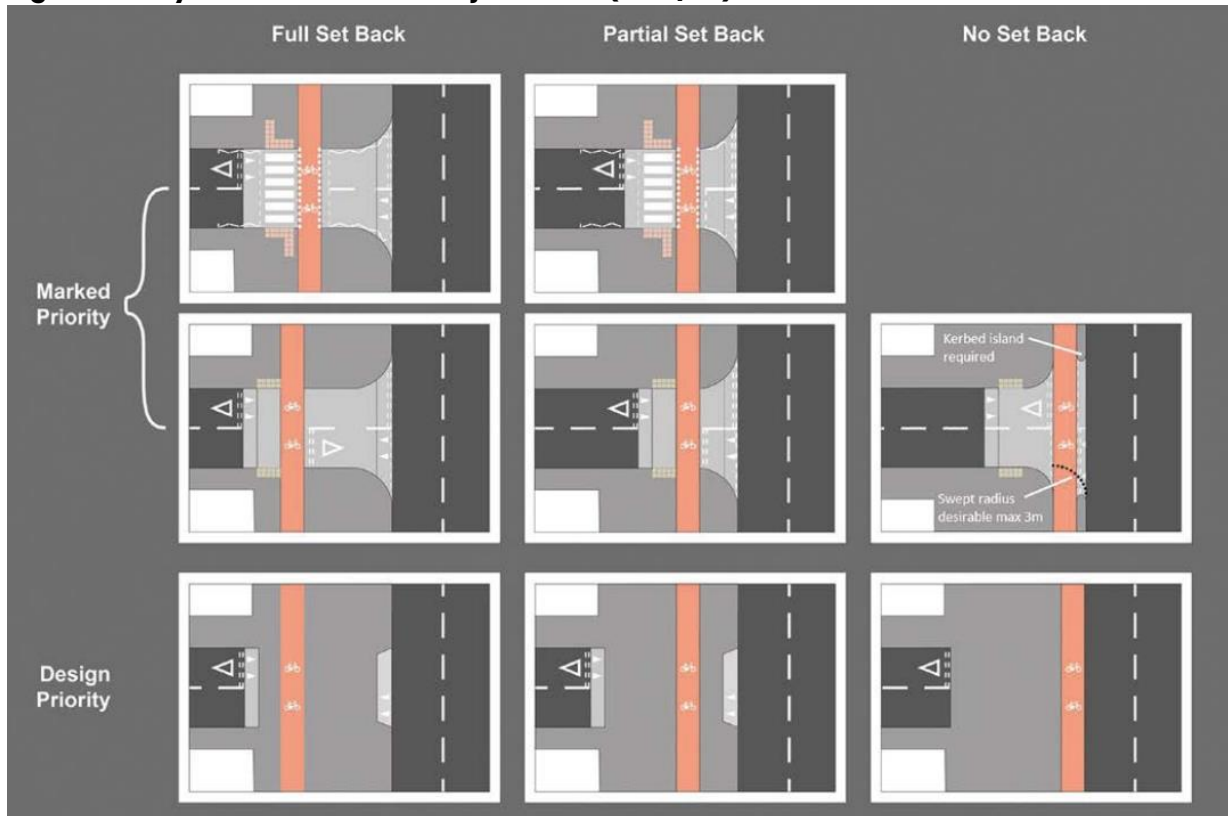 Full Set Back
Partial Set Back
No Set Back
Marked
Priority
Kerbed island
required
Swept radius
desirable max 3m
Design
Priority